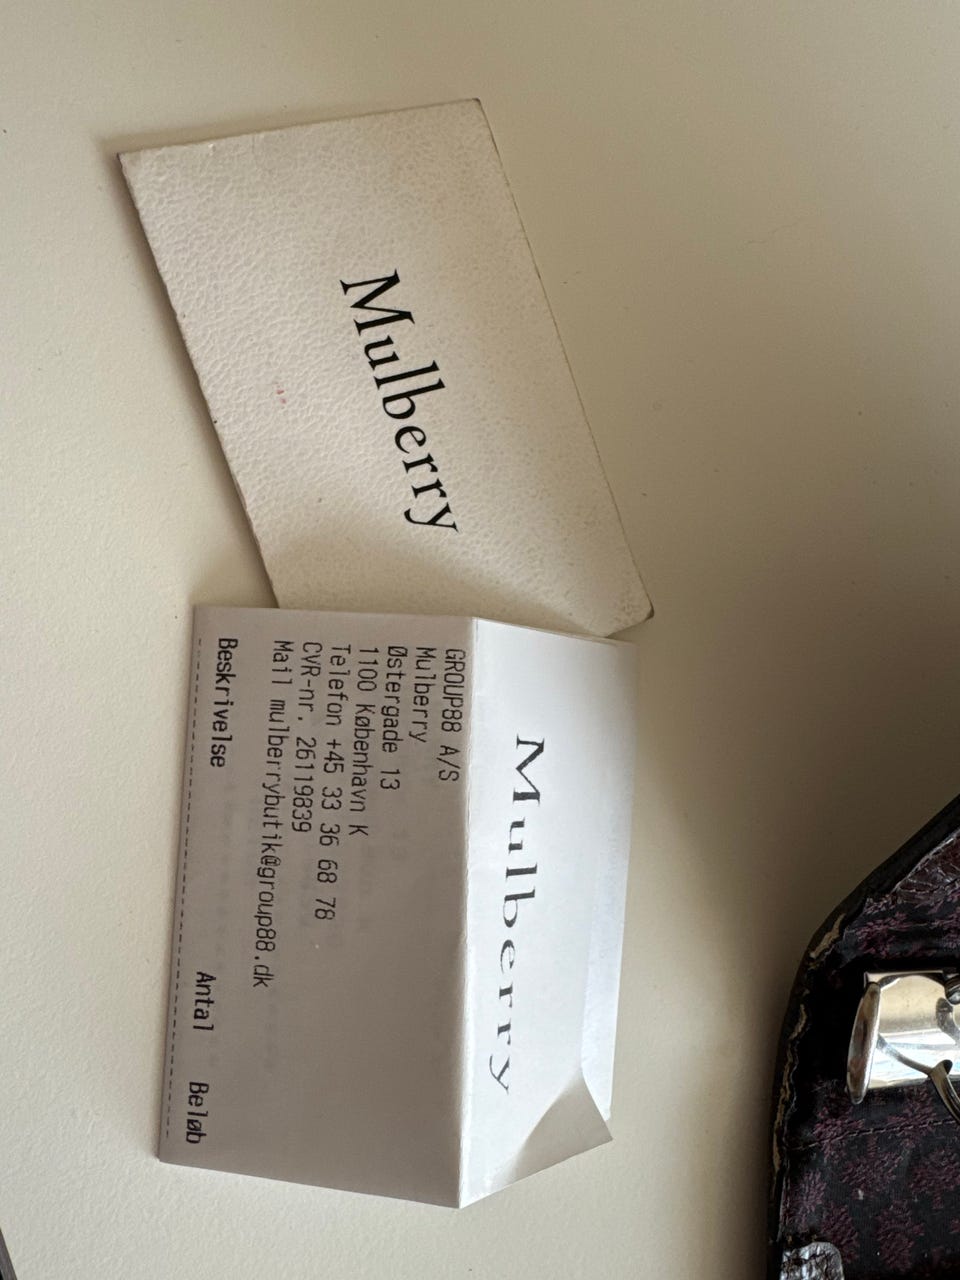 Mulberry
Mulberry
GROUP88 A/S
Mulberry
Østergade 13
1100 København K
Telefon +45 33 36 68 78
CVR-nr. 26119839
Mail mulberrybutik@group88.dk
Beskrivelse Antal Beløb